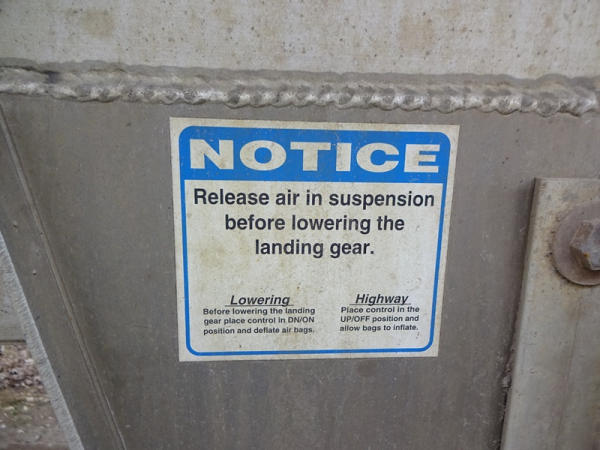 NOTICE
Release air in suspension
before lowering the
landing gear.
Lowering
Before lowering the landing
gear place control in DN/ON
position and deflate air bags.
Highway
Place control in the
UP/OFF position and
allow bags to inflate.